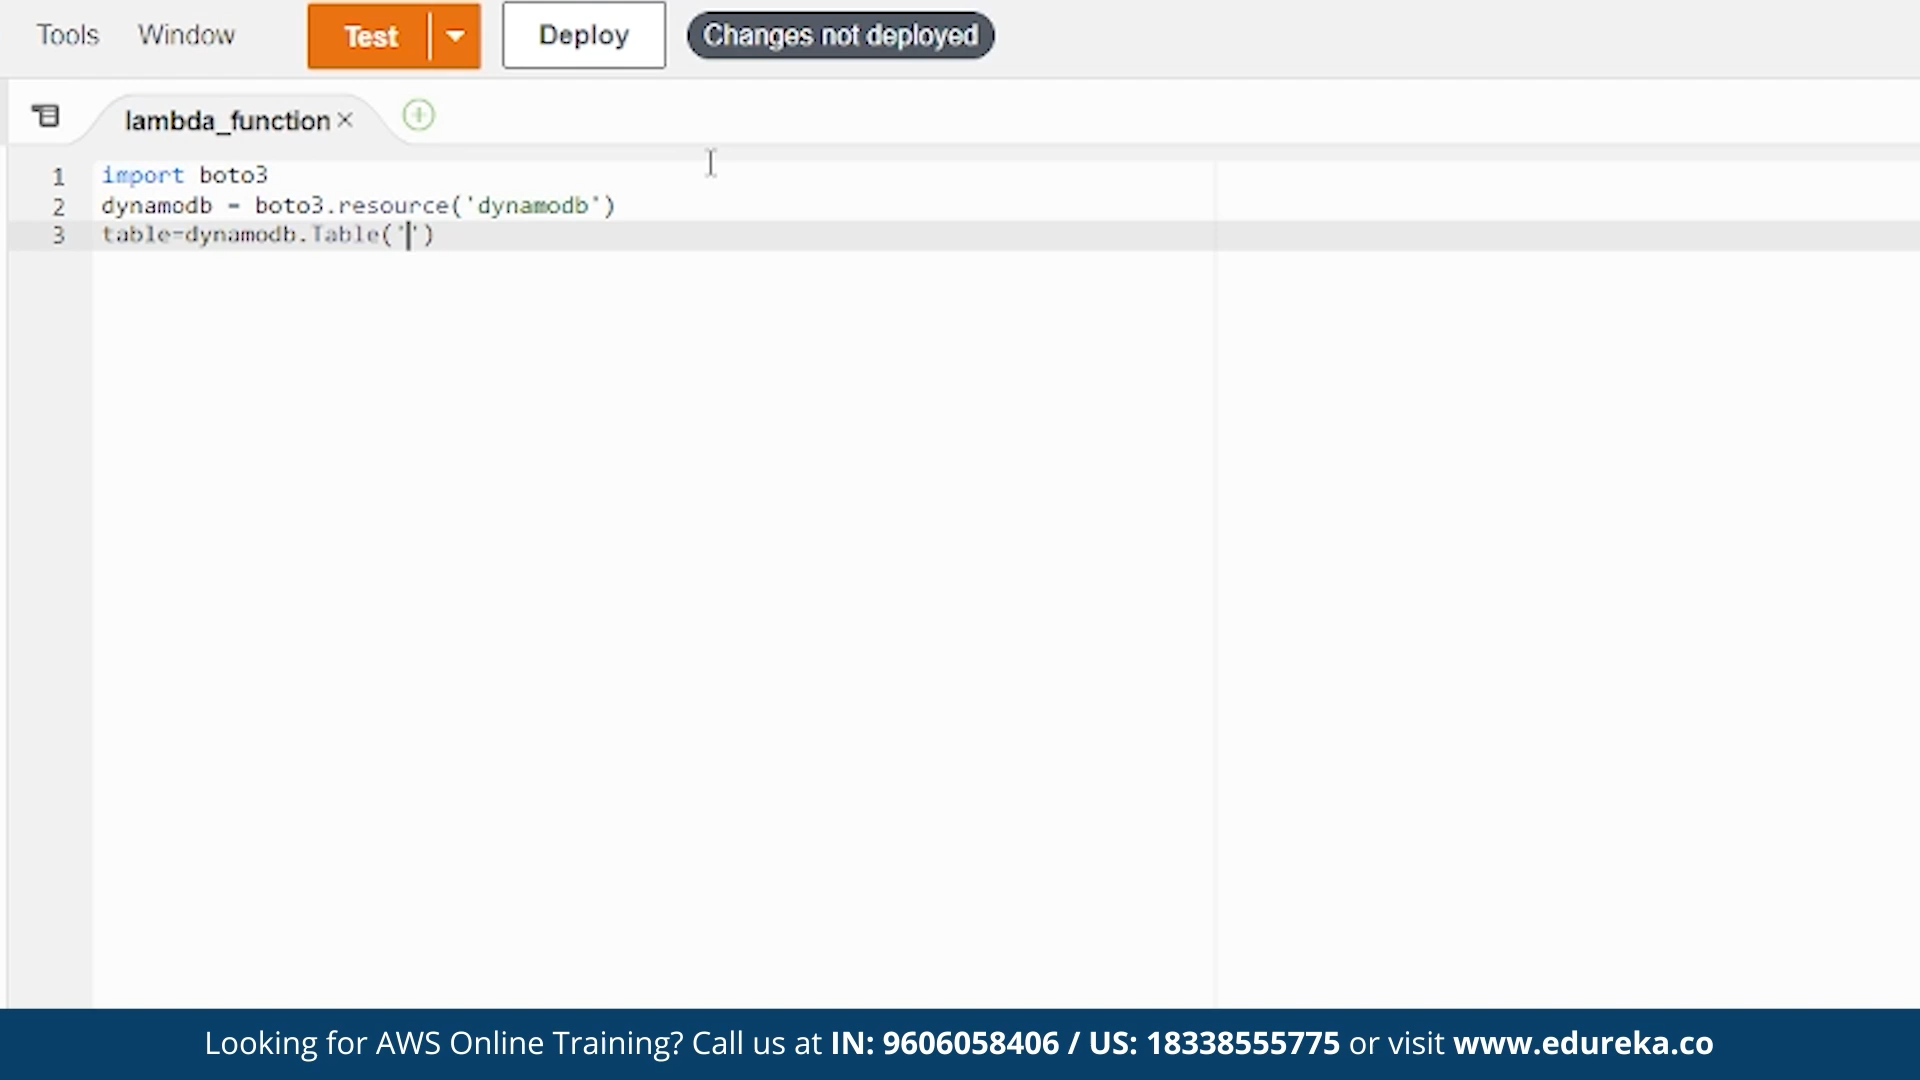 Tools Window Test Deploy Changes not deployed
lambda_function ×
1 import boto3
2 dynamodb = boto3.resource('dynamodb')
3 table=dynamodb.Table('')
Looking for AWS Online Training? Call us at IN: 9606058406 / US: 18338555775 or visit www.edureka.co